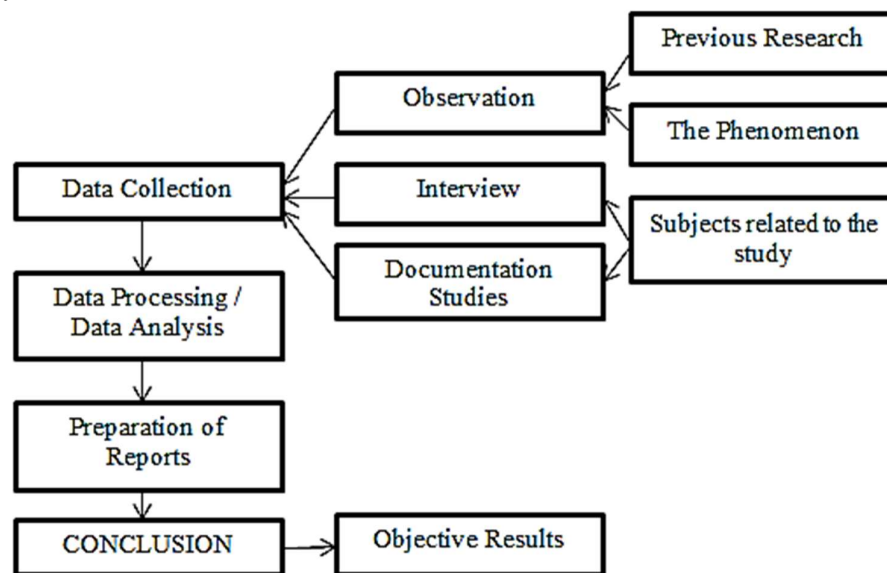 Previous Research
Observation
The Phenomenon
Data Collection
Interview
Subjects related to the
study
Documentation
Studies
Data Processing /
Data Analysis
Preparation of
Reports
CONCLUSION
Objective Results